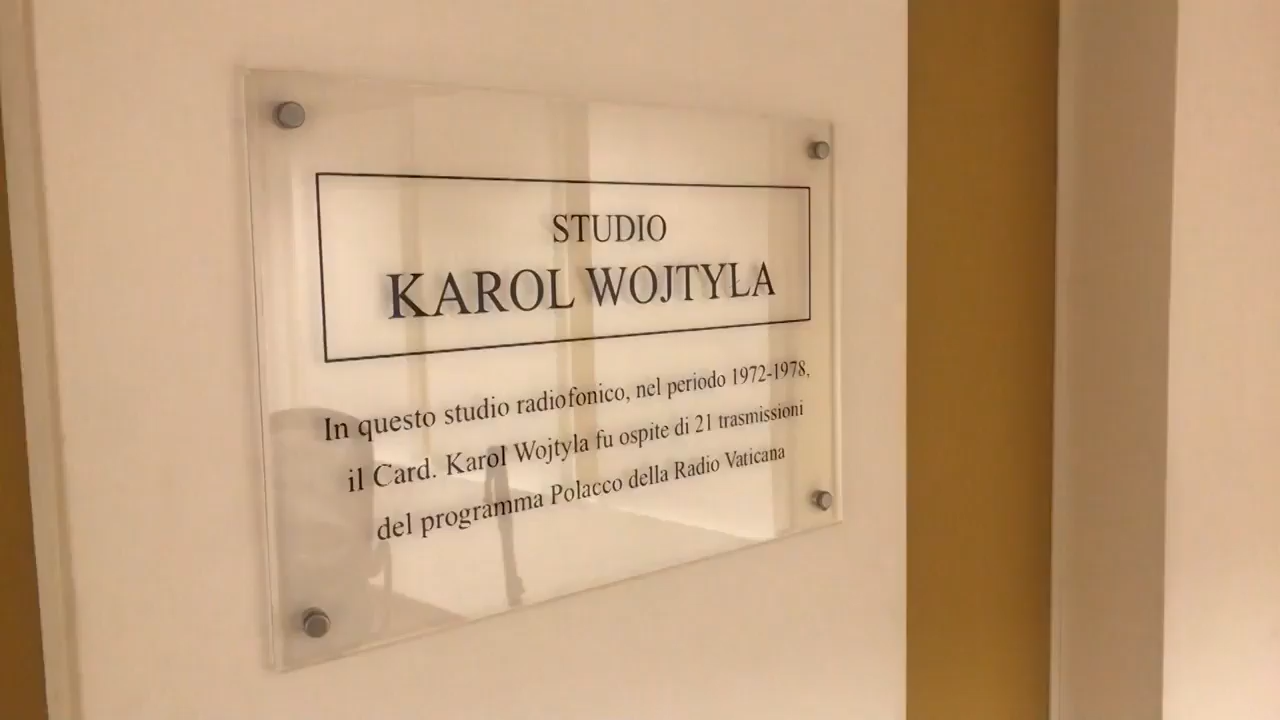 STUDIO
KAROL WOJTYLA
In questo studio radiofonico, nel periodo 1972-1978,
il Card. Karol Wojtyla fu ospite di 21 trasmissioni
del programma Polacco della Radio Vaticana